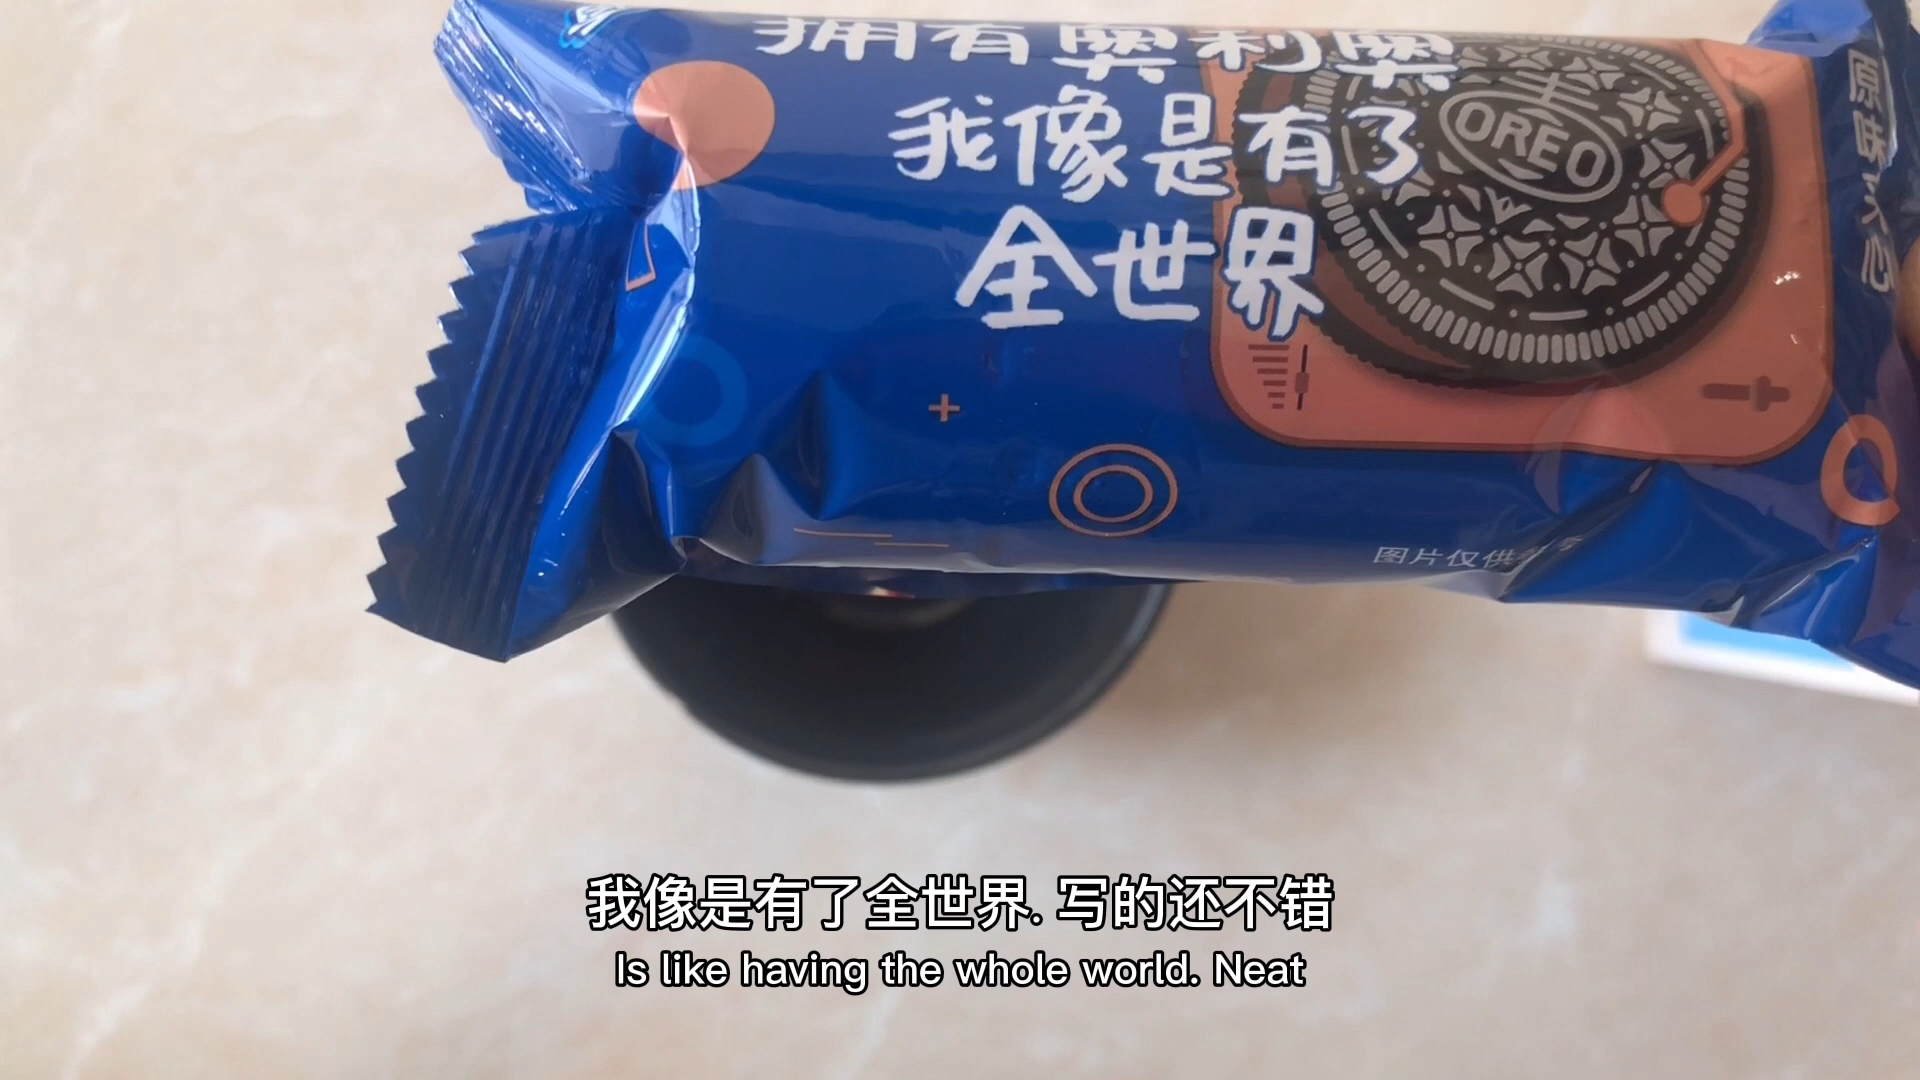 拥有奥利奥
我像是有了
全世界
OREO
原味夹心
图片仅供
我像是有了全世界. 写的还不错
Is like having the whole world. Neat